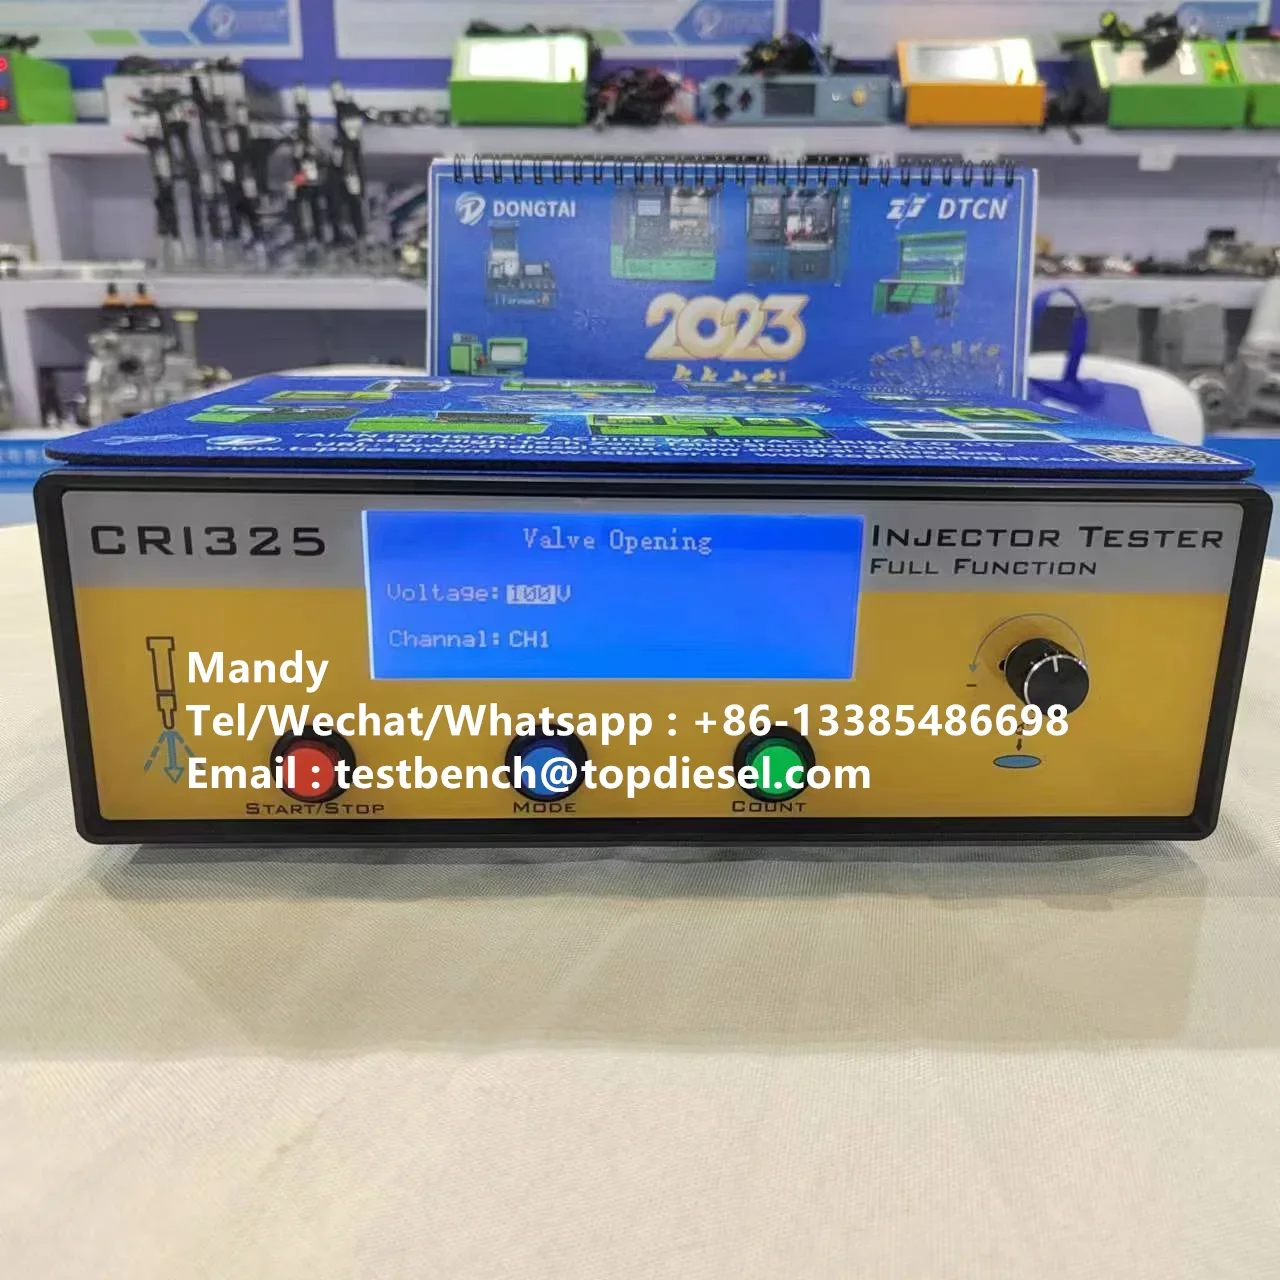 DONGTAI
DTCN
2023
CRI325
Valve Opening
Voltage: 100V
Channal: CH1
INJECTOR TESTER
FULL FUNCTION
Mandy
Tel/Wechat/Whatsapp : +86-13385486698
Email : testbench@topdiesel.com
START/STOP
MODE
COUNT